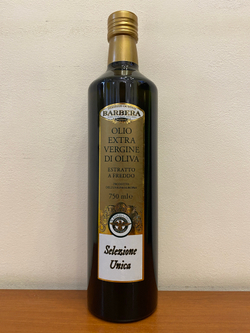 BARBERA
OLIO
EXTRA
VERGINE
DI OLIVA
ESTRATTO
A FREDDO
750 ml e
Selezione
Unica